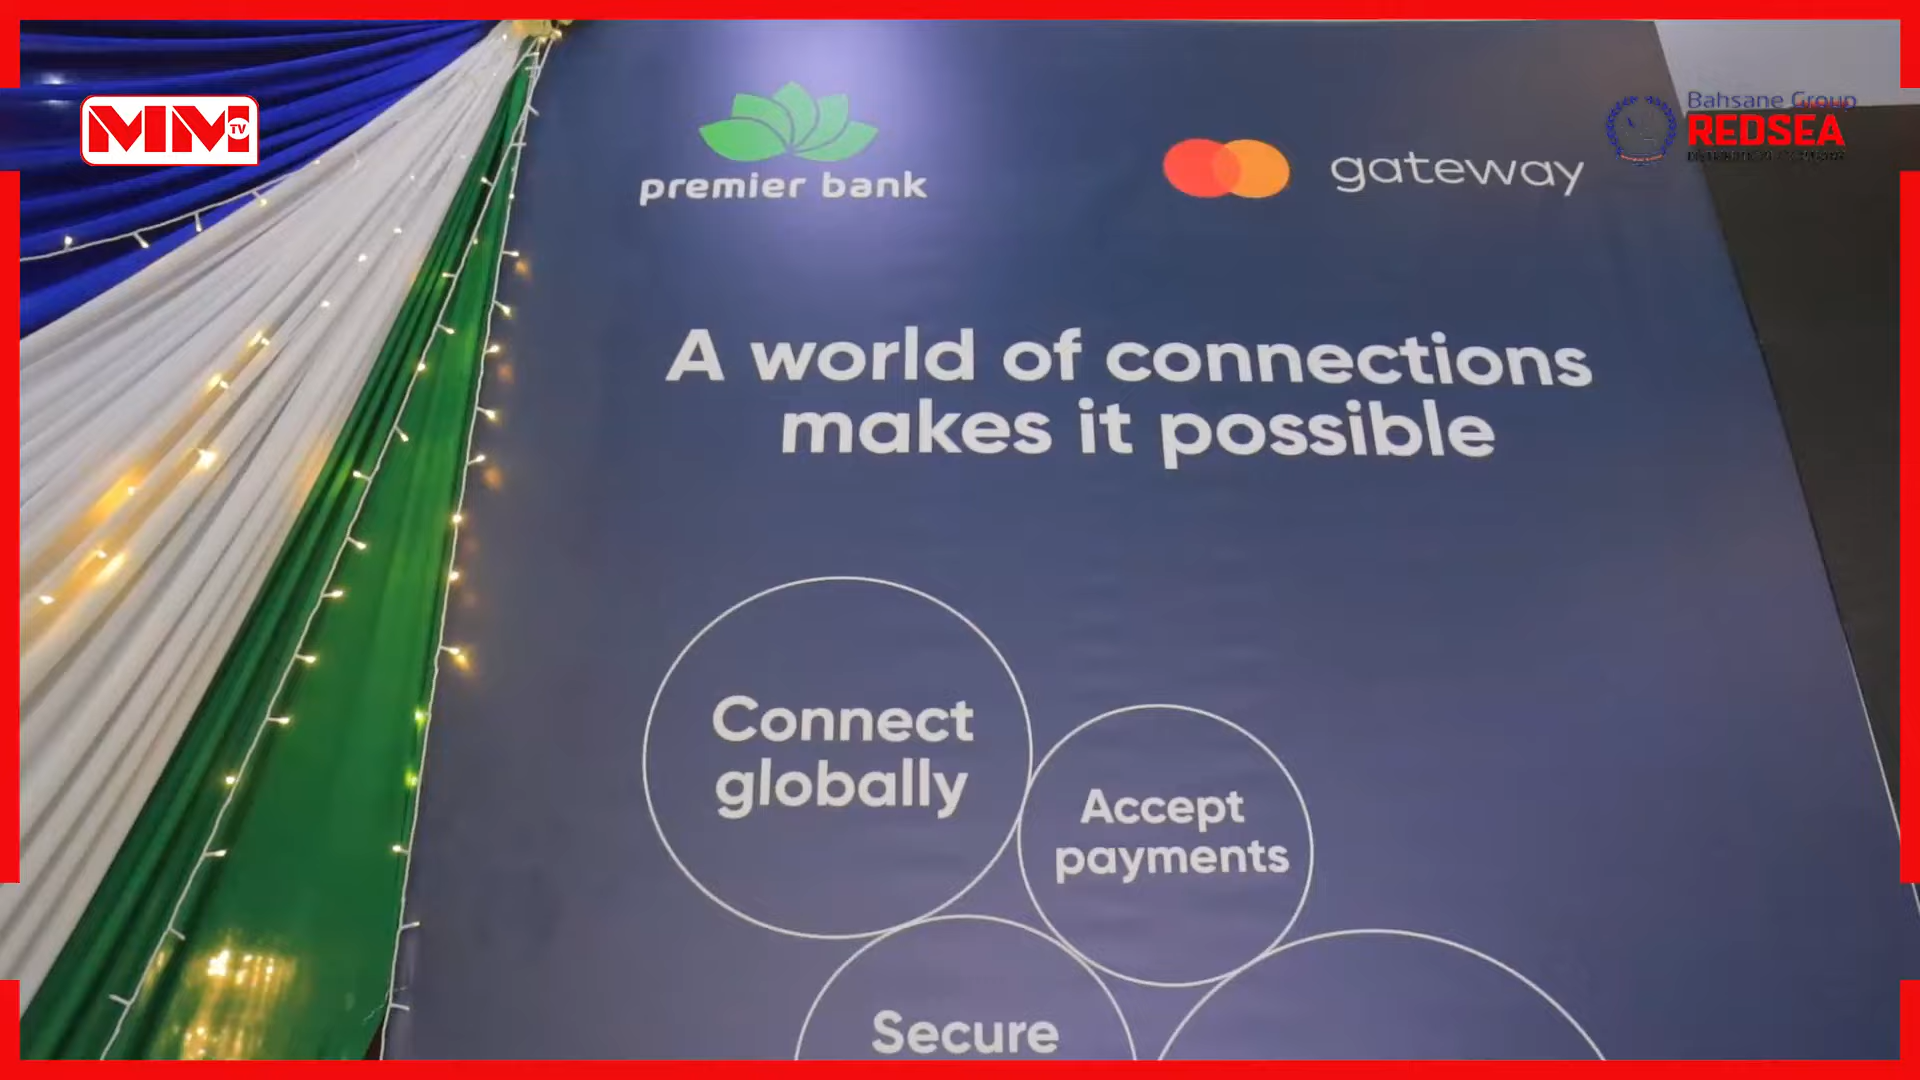 MM TV
Bahsane Group
REDSEA
premier bank
gateway
A world of connections
makes it possible
Connect
globally
Accept
payments
Secure